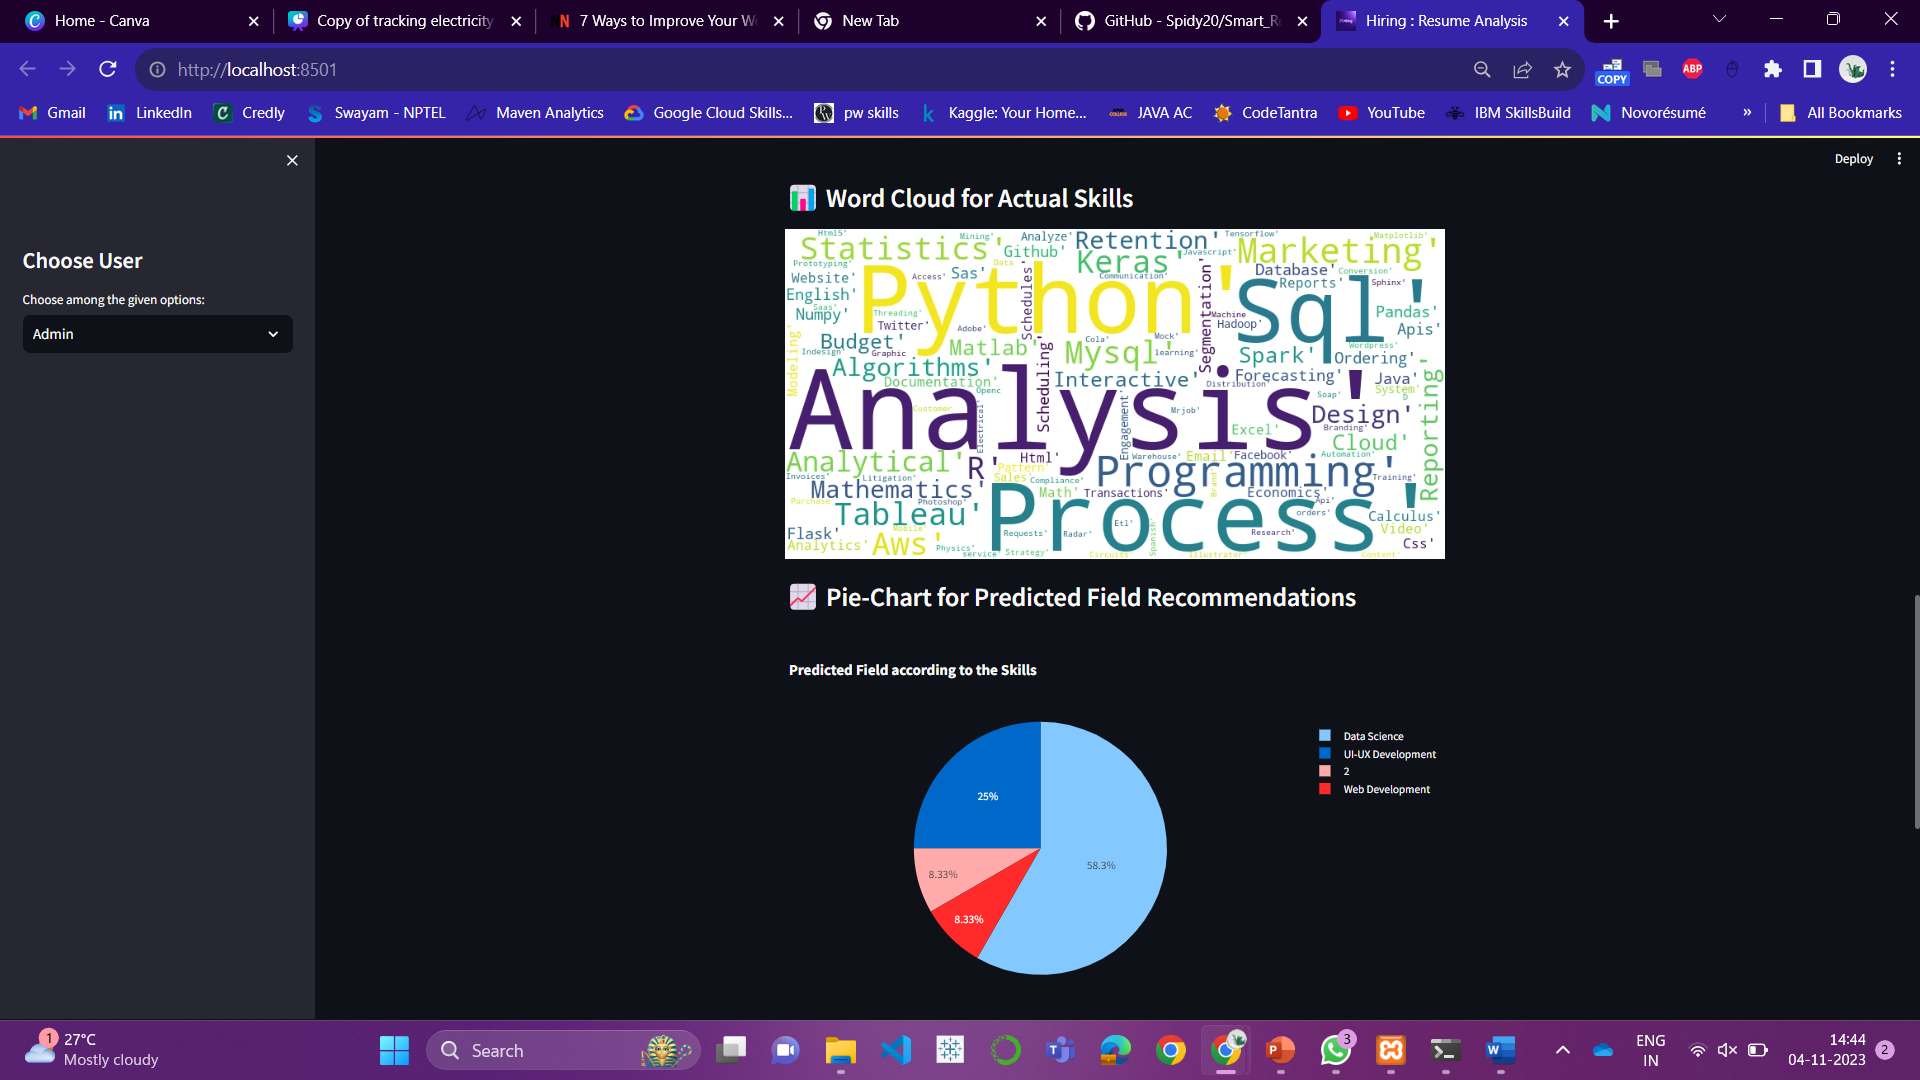 Home - Canva
Copy of tracking electricity
7 Ways to Improve Your W
New Tab
GitHub - Spidy20/Smart_R
Hiring : Resume Analysis
http://localhost:8501
COPY
ABP
Gmail
LinkedIn
Credly
Swayam - NPTEL
Maven Analytics
Google Cloud Skills...
pw skills
Kaggle: Your Home...
JAVA AC
CodeTantra
YouTube
IBM SkillsBuild
Novorésumé
»
All Bookmarks
Deploy
Choose User
Choose among the given options:
Admin
Word Cloud for Actual Skills
Html5'
Mining'
Analyze'
Retention'
Tensorflow'
Matplotlib'
Statistics'
Github'
Javascript'
Marketing'
Prototyping'
Data
Keras'
Website'
Access'
Sas'
Communication'
Database'
Conversion'
English'
Saas'
Python'
Schedules'
Segmentation'
Sql'
Reports'
Sphinx'
Numpy'
Threading'
Machine
Pandas'
Twitter'
Adobe'
Hadoop'
Apis'
Budget'
Matlab'
Cola'
Mysql'
Mock'
Wordpress'
Modeling'
Indesign'
Graphic
learning'
Spark'
Ordering'
Algorithms'
Scheduling'
Interactive'
Forecasting'
Java'
Documentation'
Openc
Distribution'
Soap'
System'
D
Analysis'
Customer
Electrical'
Engagement'
Mrjob'
Design'
Reporting'
Excel'
Branding'
Cloud'
Analytical'
R'
Html'
Warehouse'
Email'
Facebook'
Automation'
Pattern'
Programming'
Invoices'
Litigation'
Sales'
Compliance'
Brand'
Training'
Mathematics'
Math'
Transactions'
Economics'
Purchase
Photoshop'
Process'
Api'
orders'
Tableau'
Calculus'
Flask'
Mobile'
Etl'
Video'
Requests'
Radar'
Spanish'
Research'
Css'
Analytics'
Aws'
Physics'
service'
Strategy'
Circuits'
Illustrator
Content'
Pie-Chart for Predicted Field Recommendations
Predicted Field according to the Skills
Data Science
UI-UX Development
2
Web Development
25%
58.3%
8.33%
8.33%
1
27°C
Mostly cloudy
Search
3
ENG
IN
14:44
04-11-2023
2